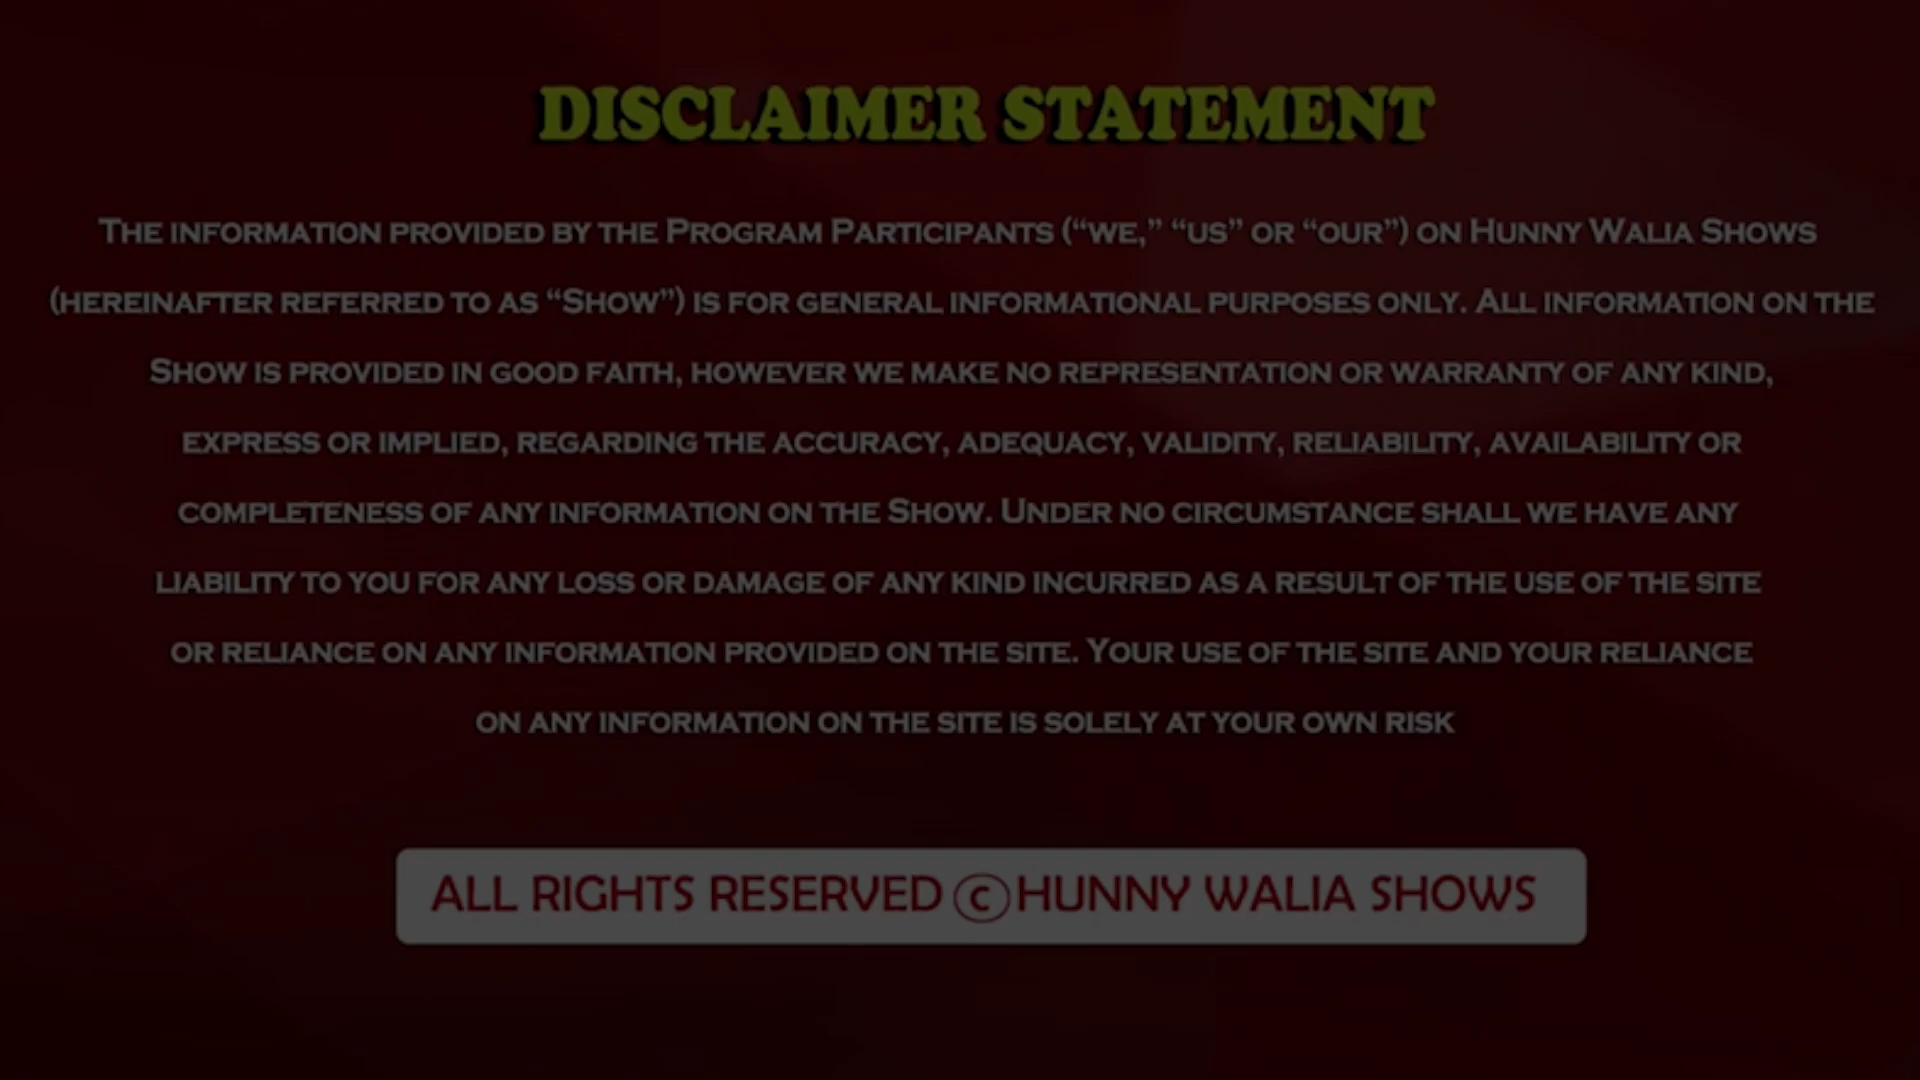 DISCLAIMER STATEMENT
The information provided by the Program Participants (“we,” “us” or “our”) on Hunny Walia Shows
(hereinafter referred to as “Show”) is for general informational purposes only. All information on the
Show is provided in good faith, however we make no representation or warranty of any kind,
express or implied, regarding the accuracy, adequacy, validity, reliability, availability or
completeness of any information on the Show. Under no circumstance shall we have any
liability to you for any loss or damage of any kind incurred as a result of the use of the site
or reliance on any information provided on the site. Your use of the site and your reliance
on any information on the site is solely at your own risk
ALL RIGHTS RESERVED © HUNNY WALIA SHOWS